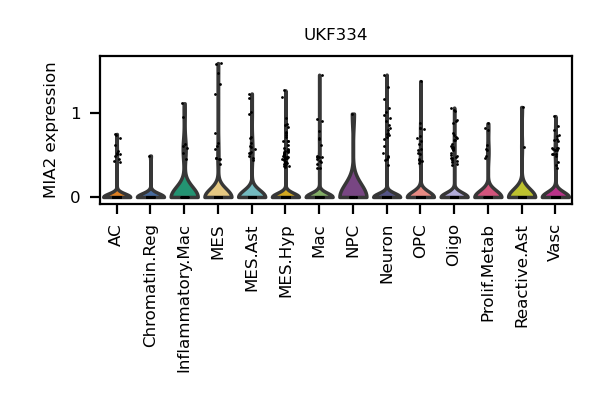 UKF334
MIA2 expression
1
0
AC
Chromatin.Reg
Inflammatory.Mac
MES
MES.Ast
MES.Hyp
Mac
NPC
Neuron
OPC
Oligo
Prolif.Metab
Reactive.Ast
Vasc